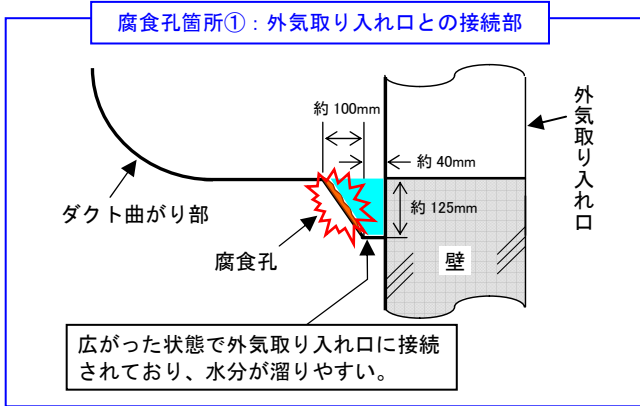 腐食孔箇所①：外気取り入れ口との接続部
約 100mm
約 40mm
外気取り入れ口
約 125mm
ダクト曲がり部
腐食孔
壁
広がった状態で外気取り入れ口に接続
されており、水分が溜りやすい。